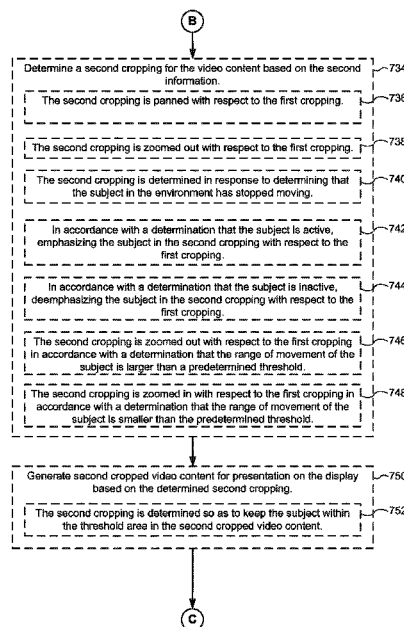 B
Determine a second cropping for the video content based on the second
information.
734
The second cropping is panned with respect to the first cropping.
736
The second cropping is zoomed out with respect to the first cropping.
738
The second cropping is determined in response to determining that
the subject in the environment has stopped moving.
740
In accordance with a determination that the subject is active,
emphasizing the subject in the second cropping with respect to the
first cropping.
742
In accordance with a determination that the subject is inactive,
deemphasizing the subject in the second cropping with respect to the
first cropping.
744
The second cropping is zoomed out with respect to the first cropping
in accordance with a determination that the range of movement of the
subject is larger than a predetermined threshold.
746
The second cropping is zoomed in with respect to the first cropping in
accordance with a determination that the range of movement of the
subject is smaller than the predetermined threshold.
748
Generate second cropped video content for presentation on the display
based on the determined second cropping.
750
The second cropping is determined so as to keep the subject within
the threshold area in the second cropped video content.
752
C